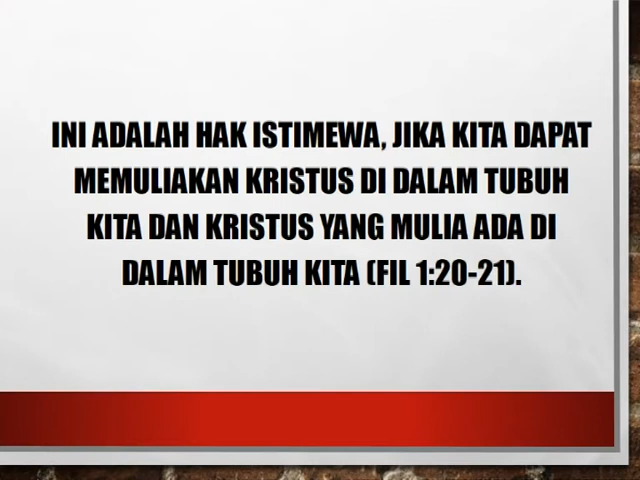 INI ADALAH HAK ISTIMEWA, JIKA KITA DAPAT
MEMULIAKAN KRISTUS DI DALAM TUBUH
KITA DAN KRISTUS YANG MULIA ADA DI
DALAM TUBUH KITA (FIL 1:20-21).